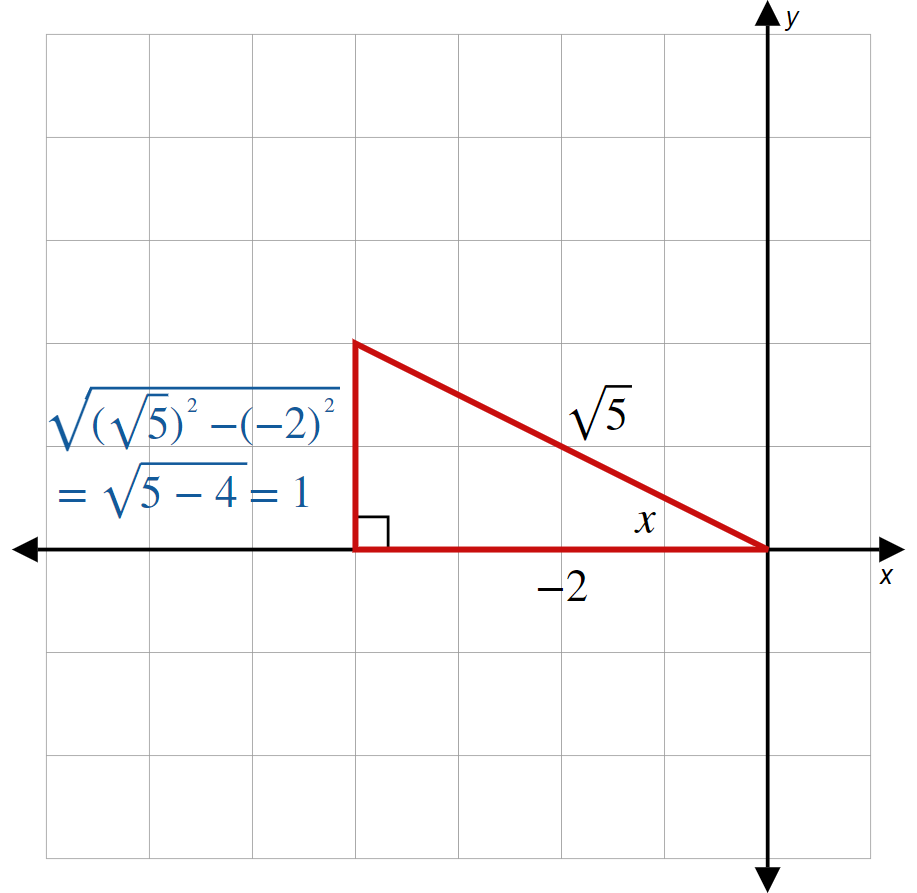 y
√(√5)² −(−2)²
= √5 − 4 = 1
√5
x
−2
x